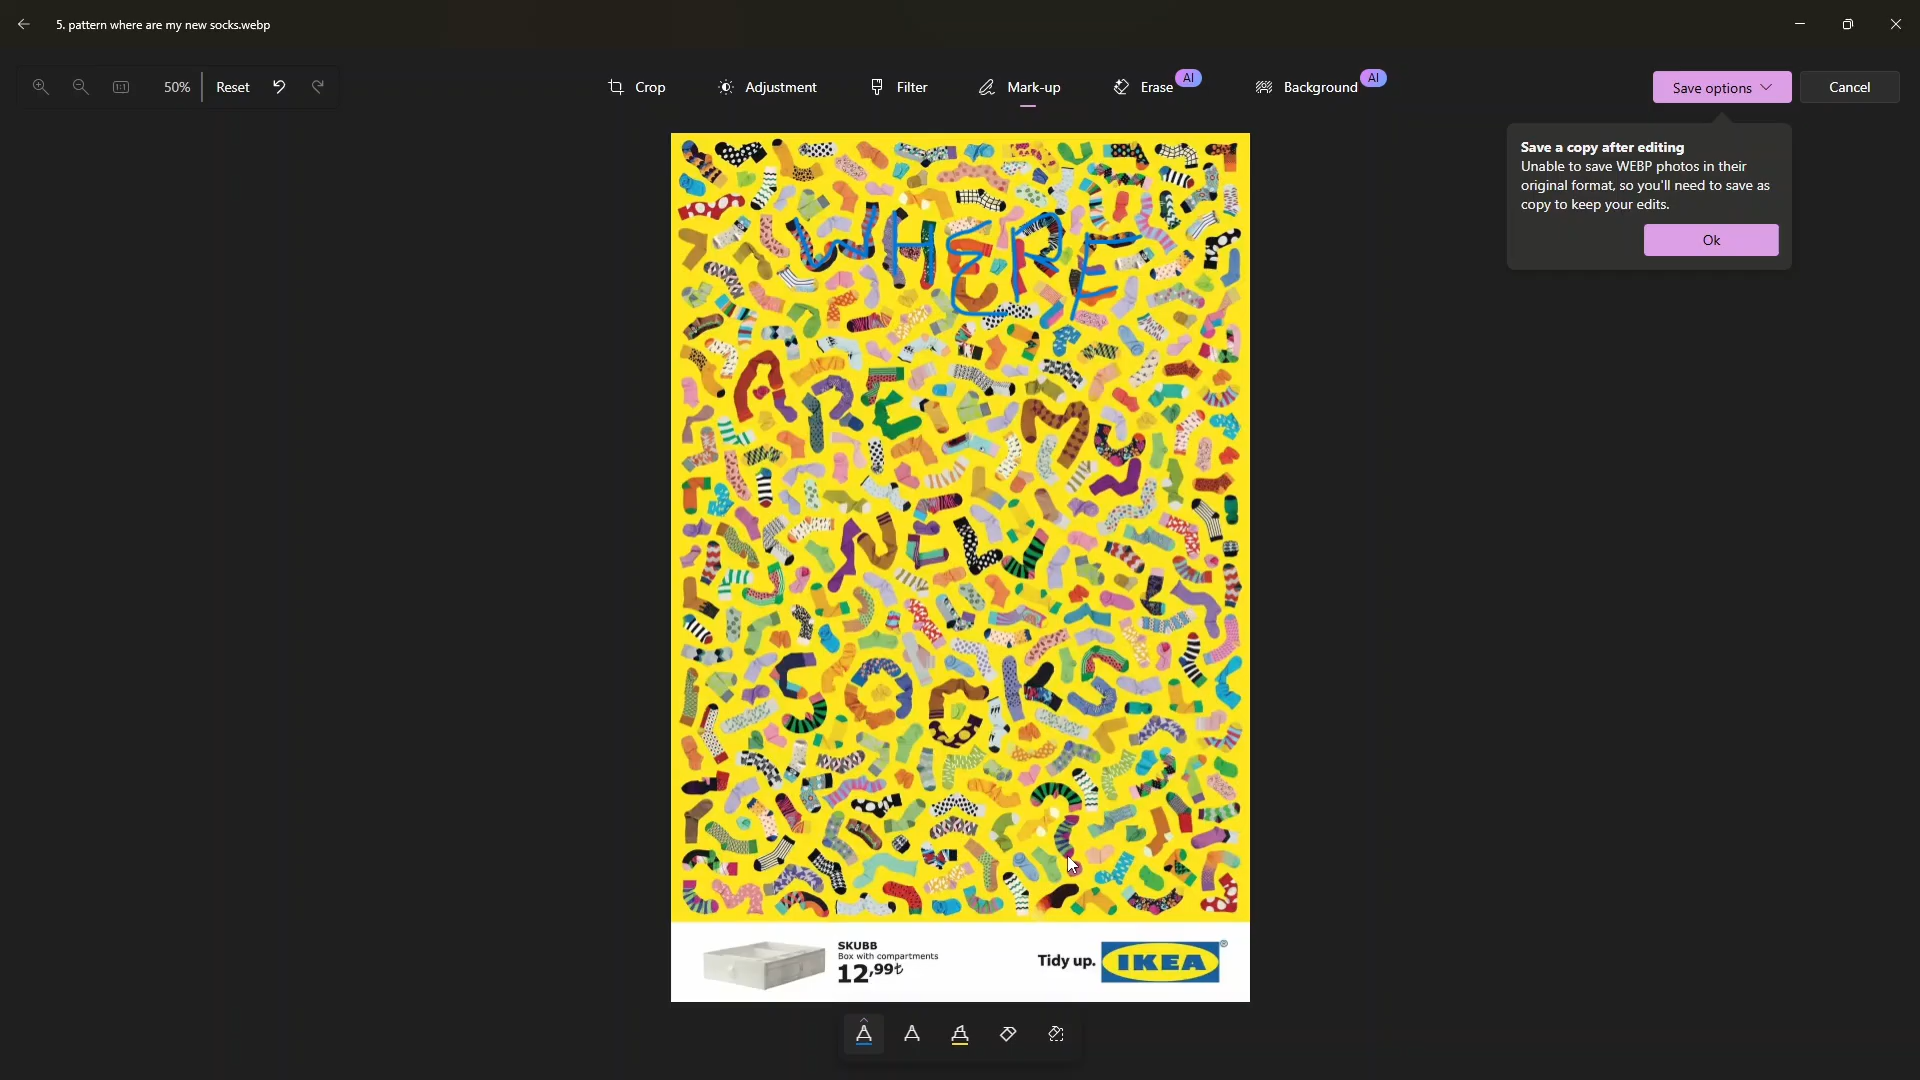 5. pattern where are my new socks.webp
50%
Reset
Crop
Adjustment
Filter
Mark-up
Erase
AI
Background
AI
Save options
Cancel
Save a copy after editing
Unable to save WEBP photos in their
original format, so you'll need to save as
copy to keep your edits.
Ok
WHERE
ARE MY
NEW
SOCKS
?
SKUBB
Box with compartments
12,99₺
Tidy up.
IKEA®